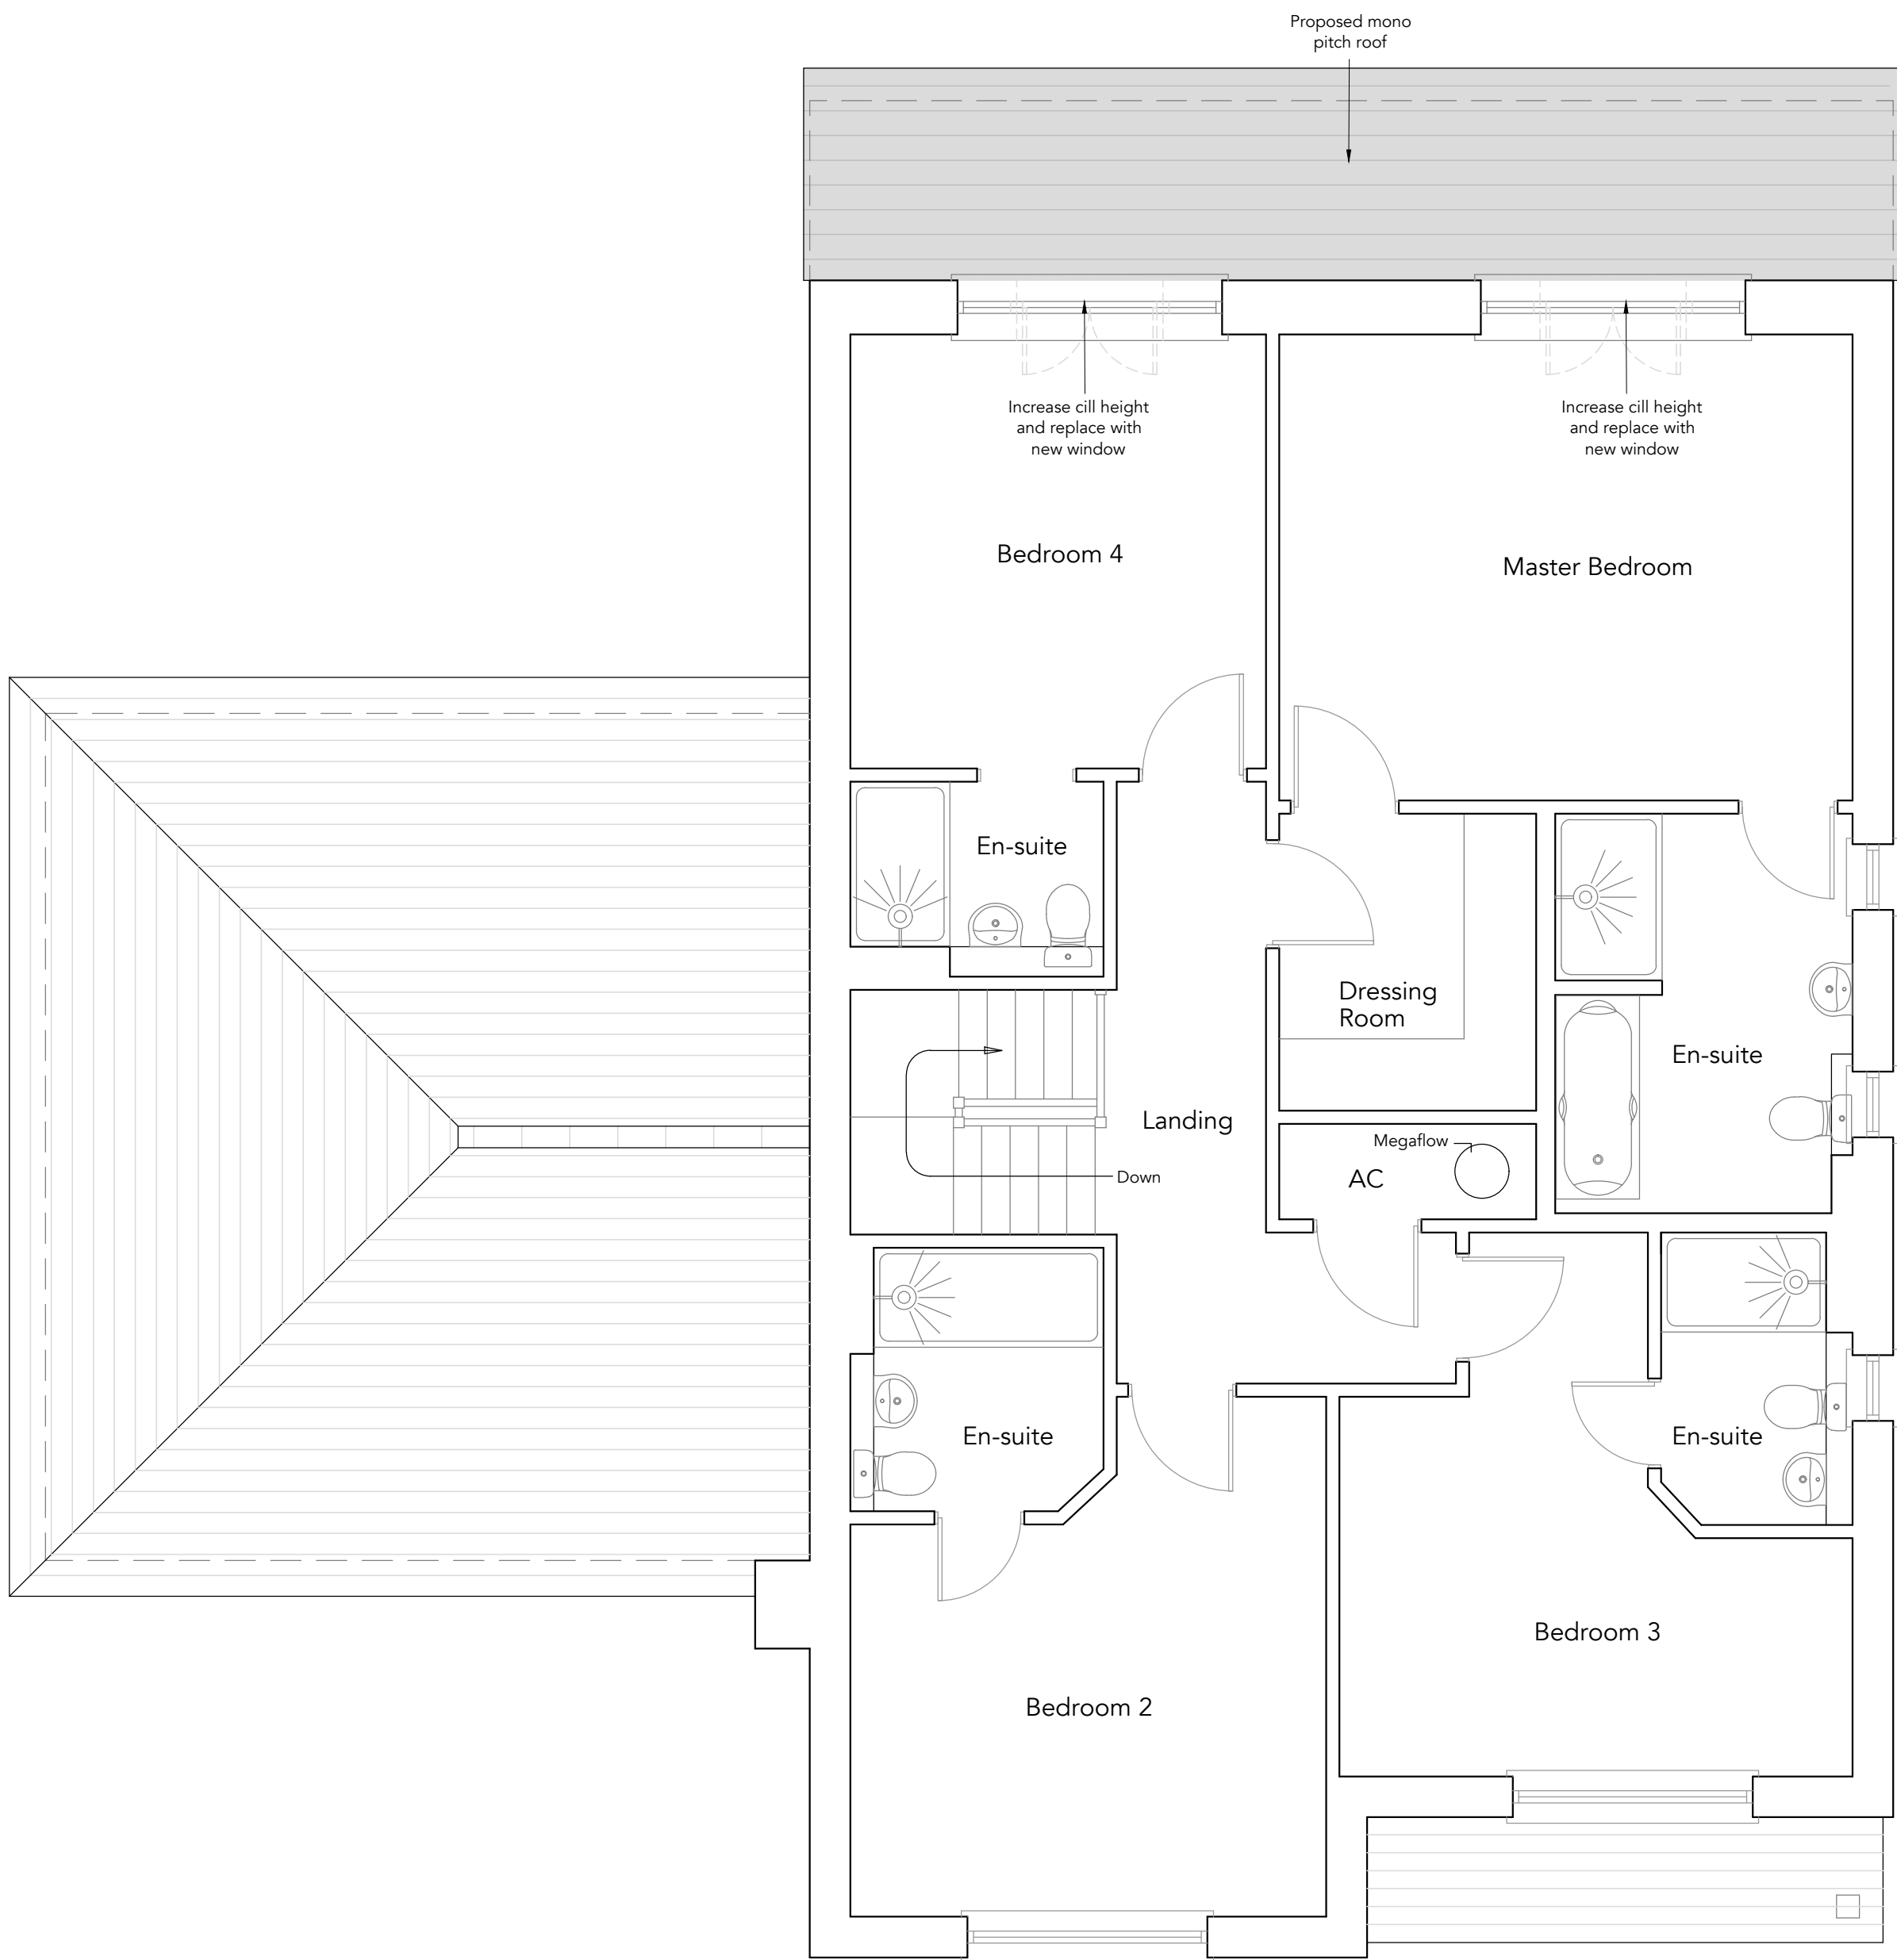 Proposed mono
pitch roof
Increase cill height
and replace with
new window
Increase cill height
and replace with
new window
Bedroom 4
Master Bedroom
En-suite
Dressing
Room
En-suite
Landing
Megaflow
AC
Down
En-suite
En-suite
Bedroom 3
Bedroom 2